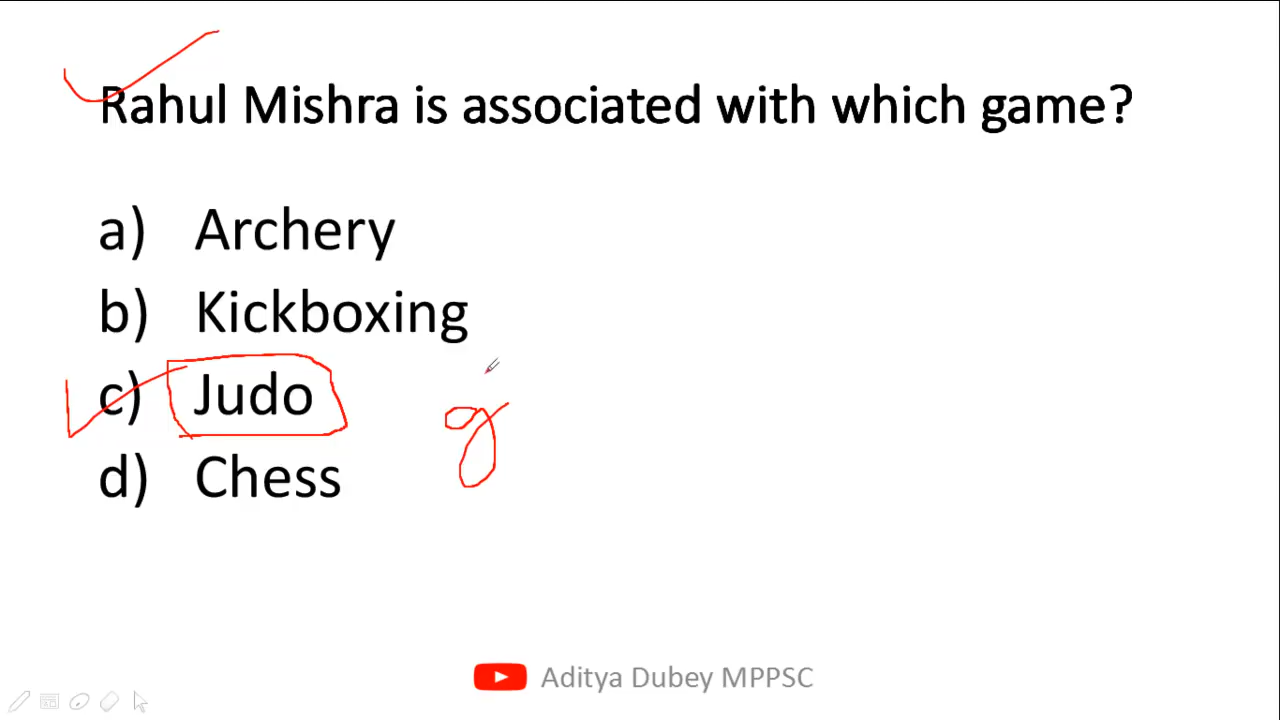 Rahul Mishra is associated with which game?
a) Archery
b) Kickboxing
c) Judo
d) Chess
g
Aditya Dubey MPPSC